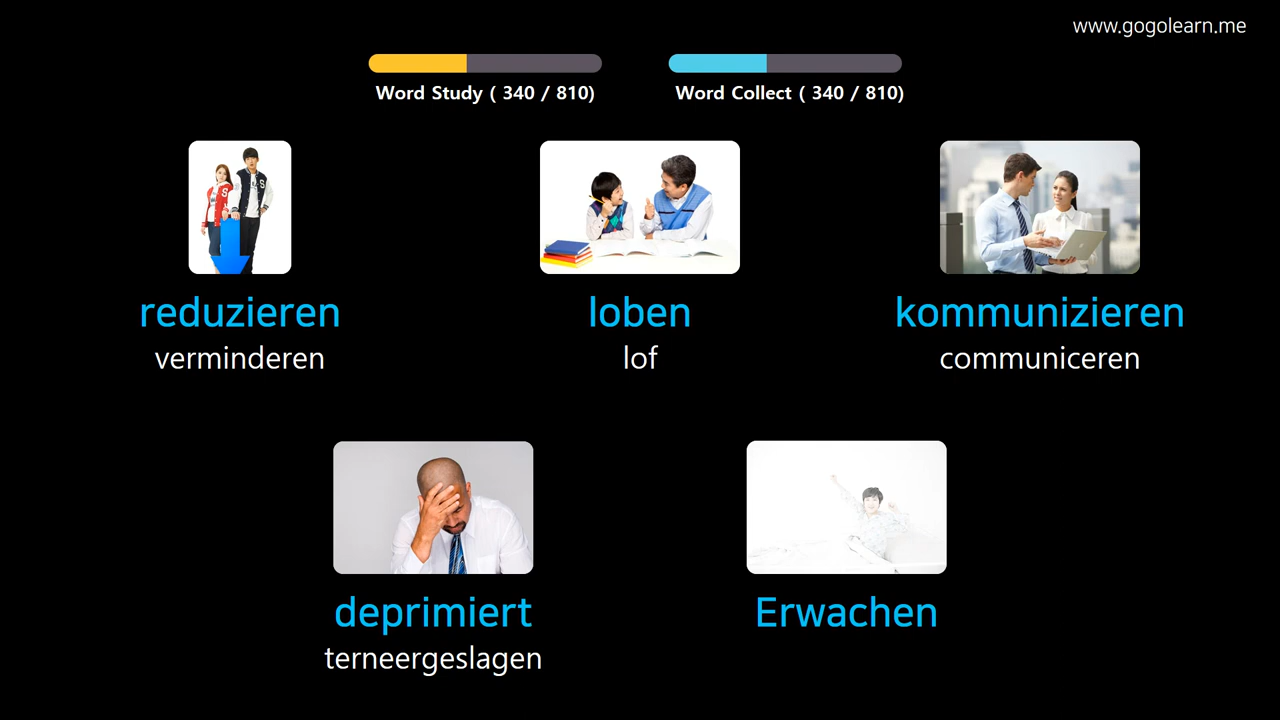 www.gogolearn.me
Word Study ( 340 / 810)
Word Collect ( 340 / 810)
S
S
reduzieren
verminderen
loben
lof
kommunizieren
communiceren
deprimiert
terneergeslagen
Erwachen